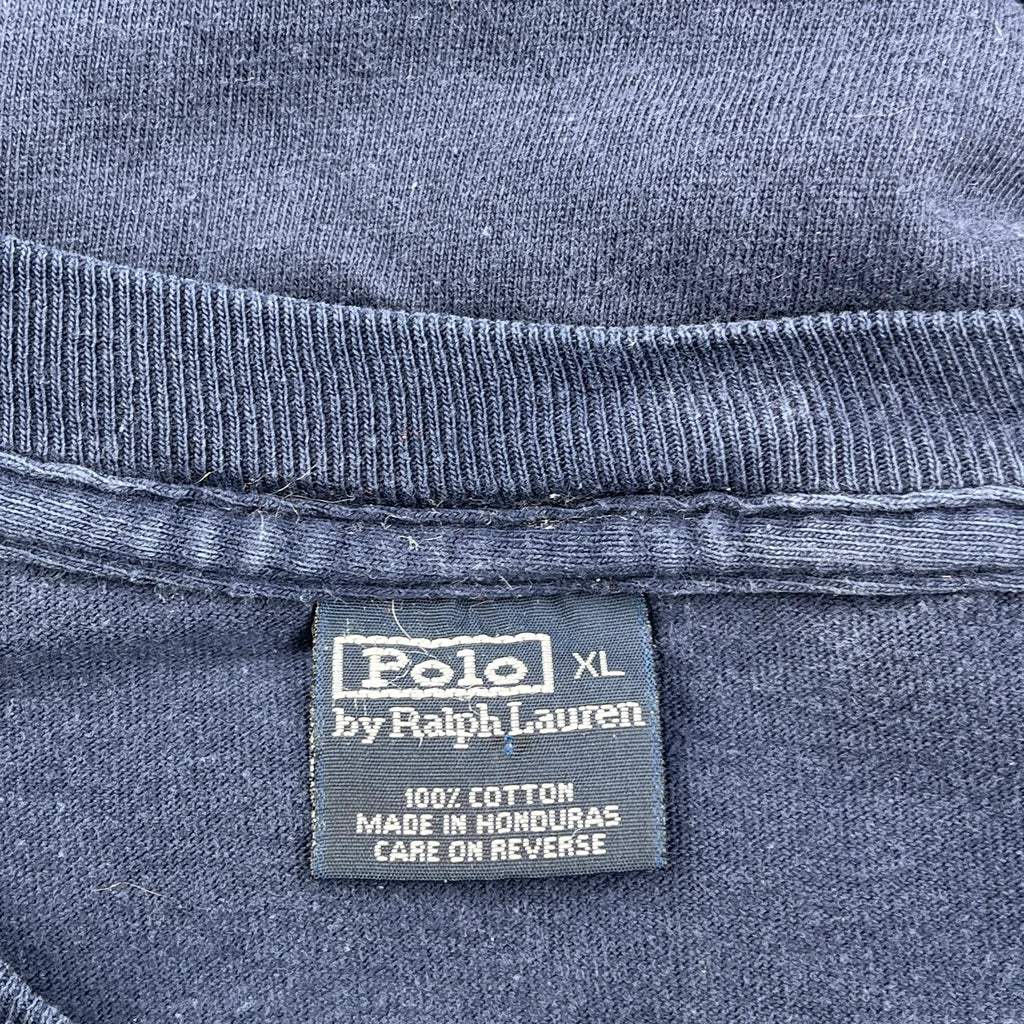 Polo XL
by Ralph Lauren
100% COTTON
MADE IN HONDURAS
CARE ON REVERSE